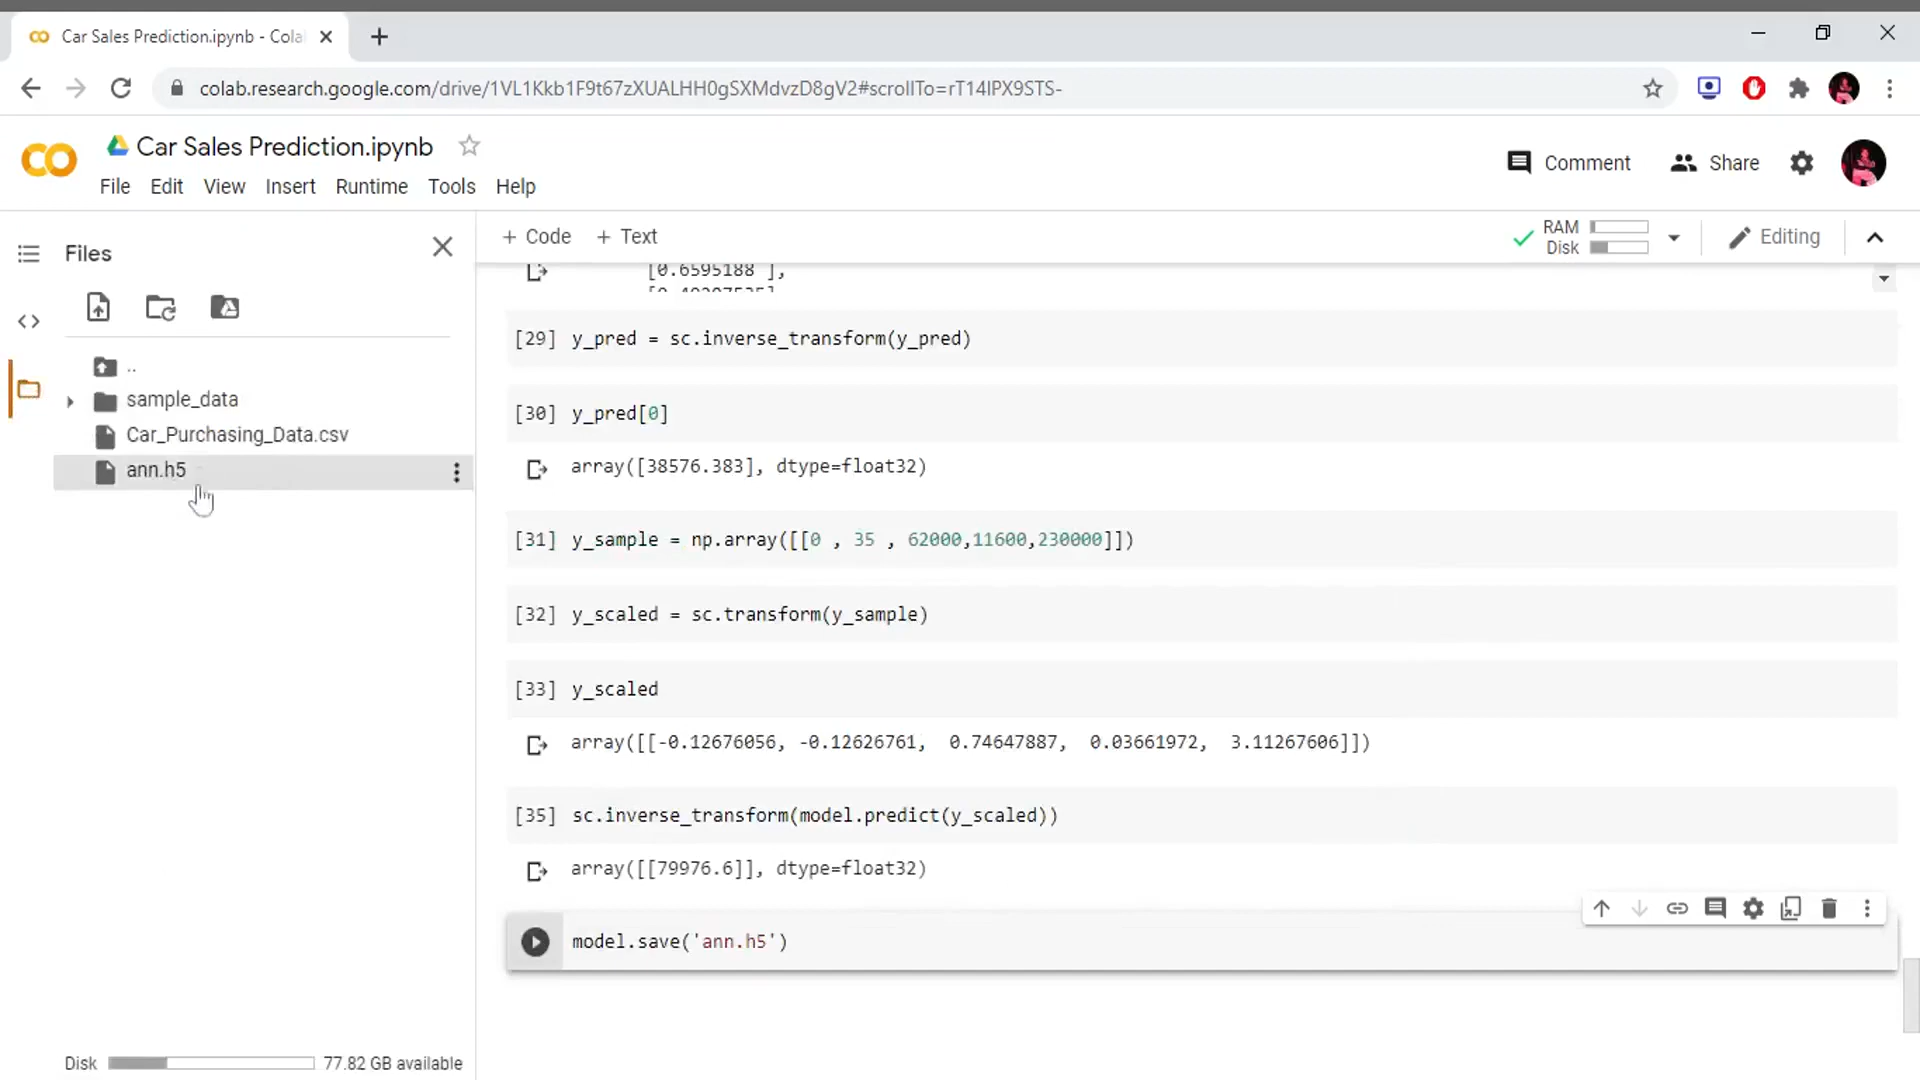 Car Sales Prediction.ipynb - Cola
colab.research.google.com/drive/1VL1Kkb1F9t67zXUALHH0gSXMdvzD8gV2#scrollTo=rT14lPX9STS-
Car Sales Prediction.ipynb
Comment
Share
File Edit View Insert Runtime Tools Help
Files
+ Code + Text
RAM
Disk
Editing
..
sample_data
Car_Purchasing_Data.csv
ann.h5
[0.6595188 ],
[29] y_pred = sc.inverse_transform(y_pred)
[30] y_pred[0]
array([38576.383], dtype=float32)
[31] y_sample = np.array([[0 , 35 , 62000,11600,230000]])
[32] y_scaled = sc.transform(y_sample)
[33] y_scaled
array([[-0.12676056, -0.12626761, 0.74647887, 0.03661972, 3.11267606]])
[35] sc.inverse_transform(model.predict(y_scaled))
array([[79976.6]], dtype=float32)
model.save('ann.h5')
Disk 77.82 GB available